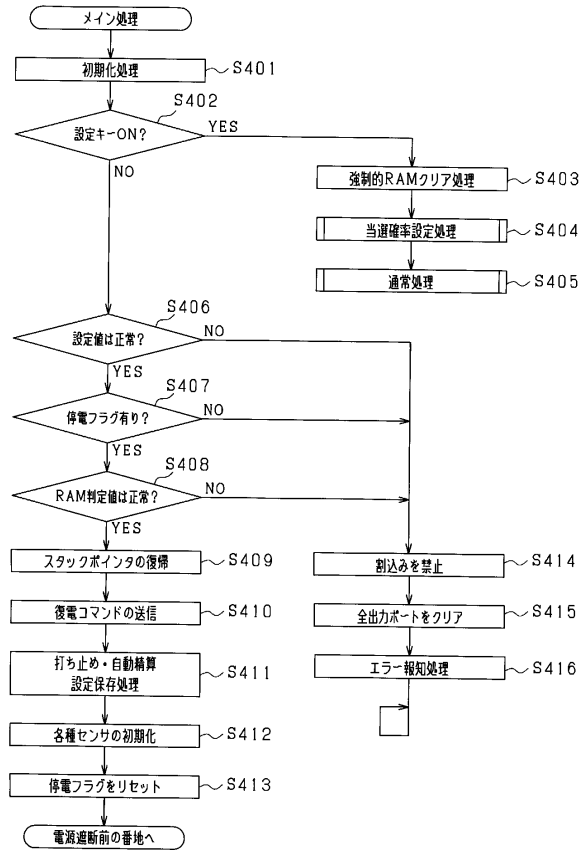 メイン処理
初期化処理
S401
設定キーON?
S402
YES
NO
強制的RAMクリア処理
S403
当選確率設定処理
S404
通常処理
S405
設定値は正常?
S406
NO
YES
停電フラグ有り?
S407
NO
YES
RAM判定値は正常?
S408
NO
YES
スタックポインタの復帰
S409
復電コマンドの送信
S410
打ち止め・自動精算
設定保存処理
S411
各種センサの初期化
S412
停電フラグをリセット
S413
電源遮断前の番地へ
割込みを禁止
S414
全出力ポートをクリア
S415
エラー報知処理
S416